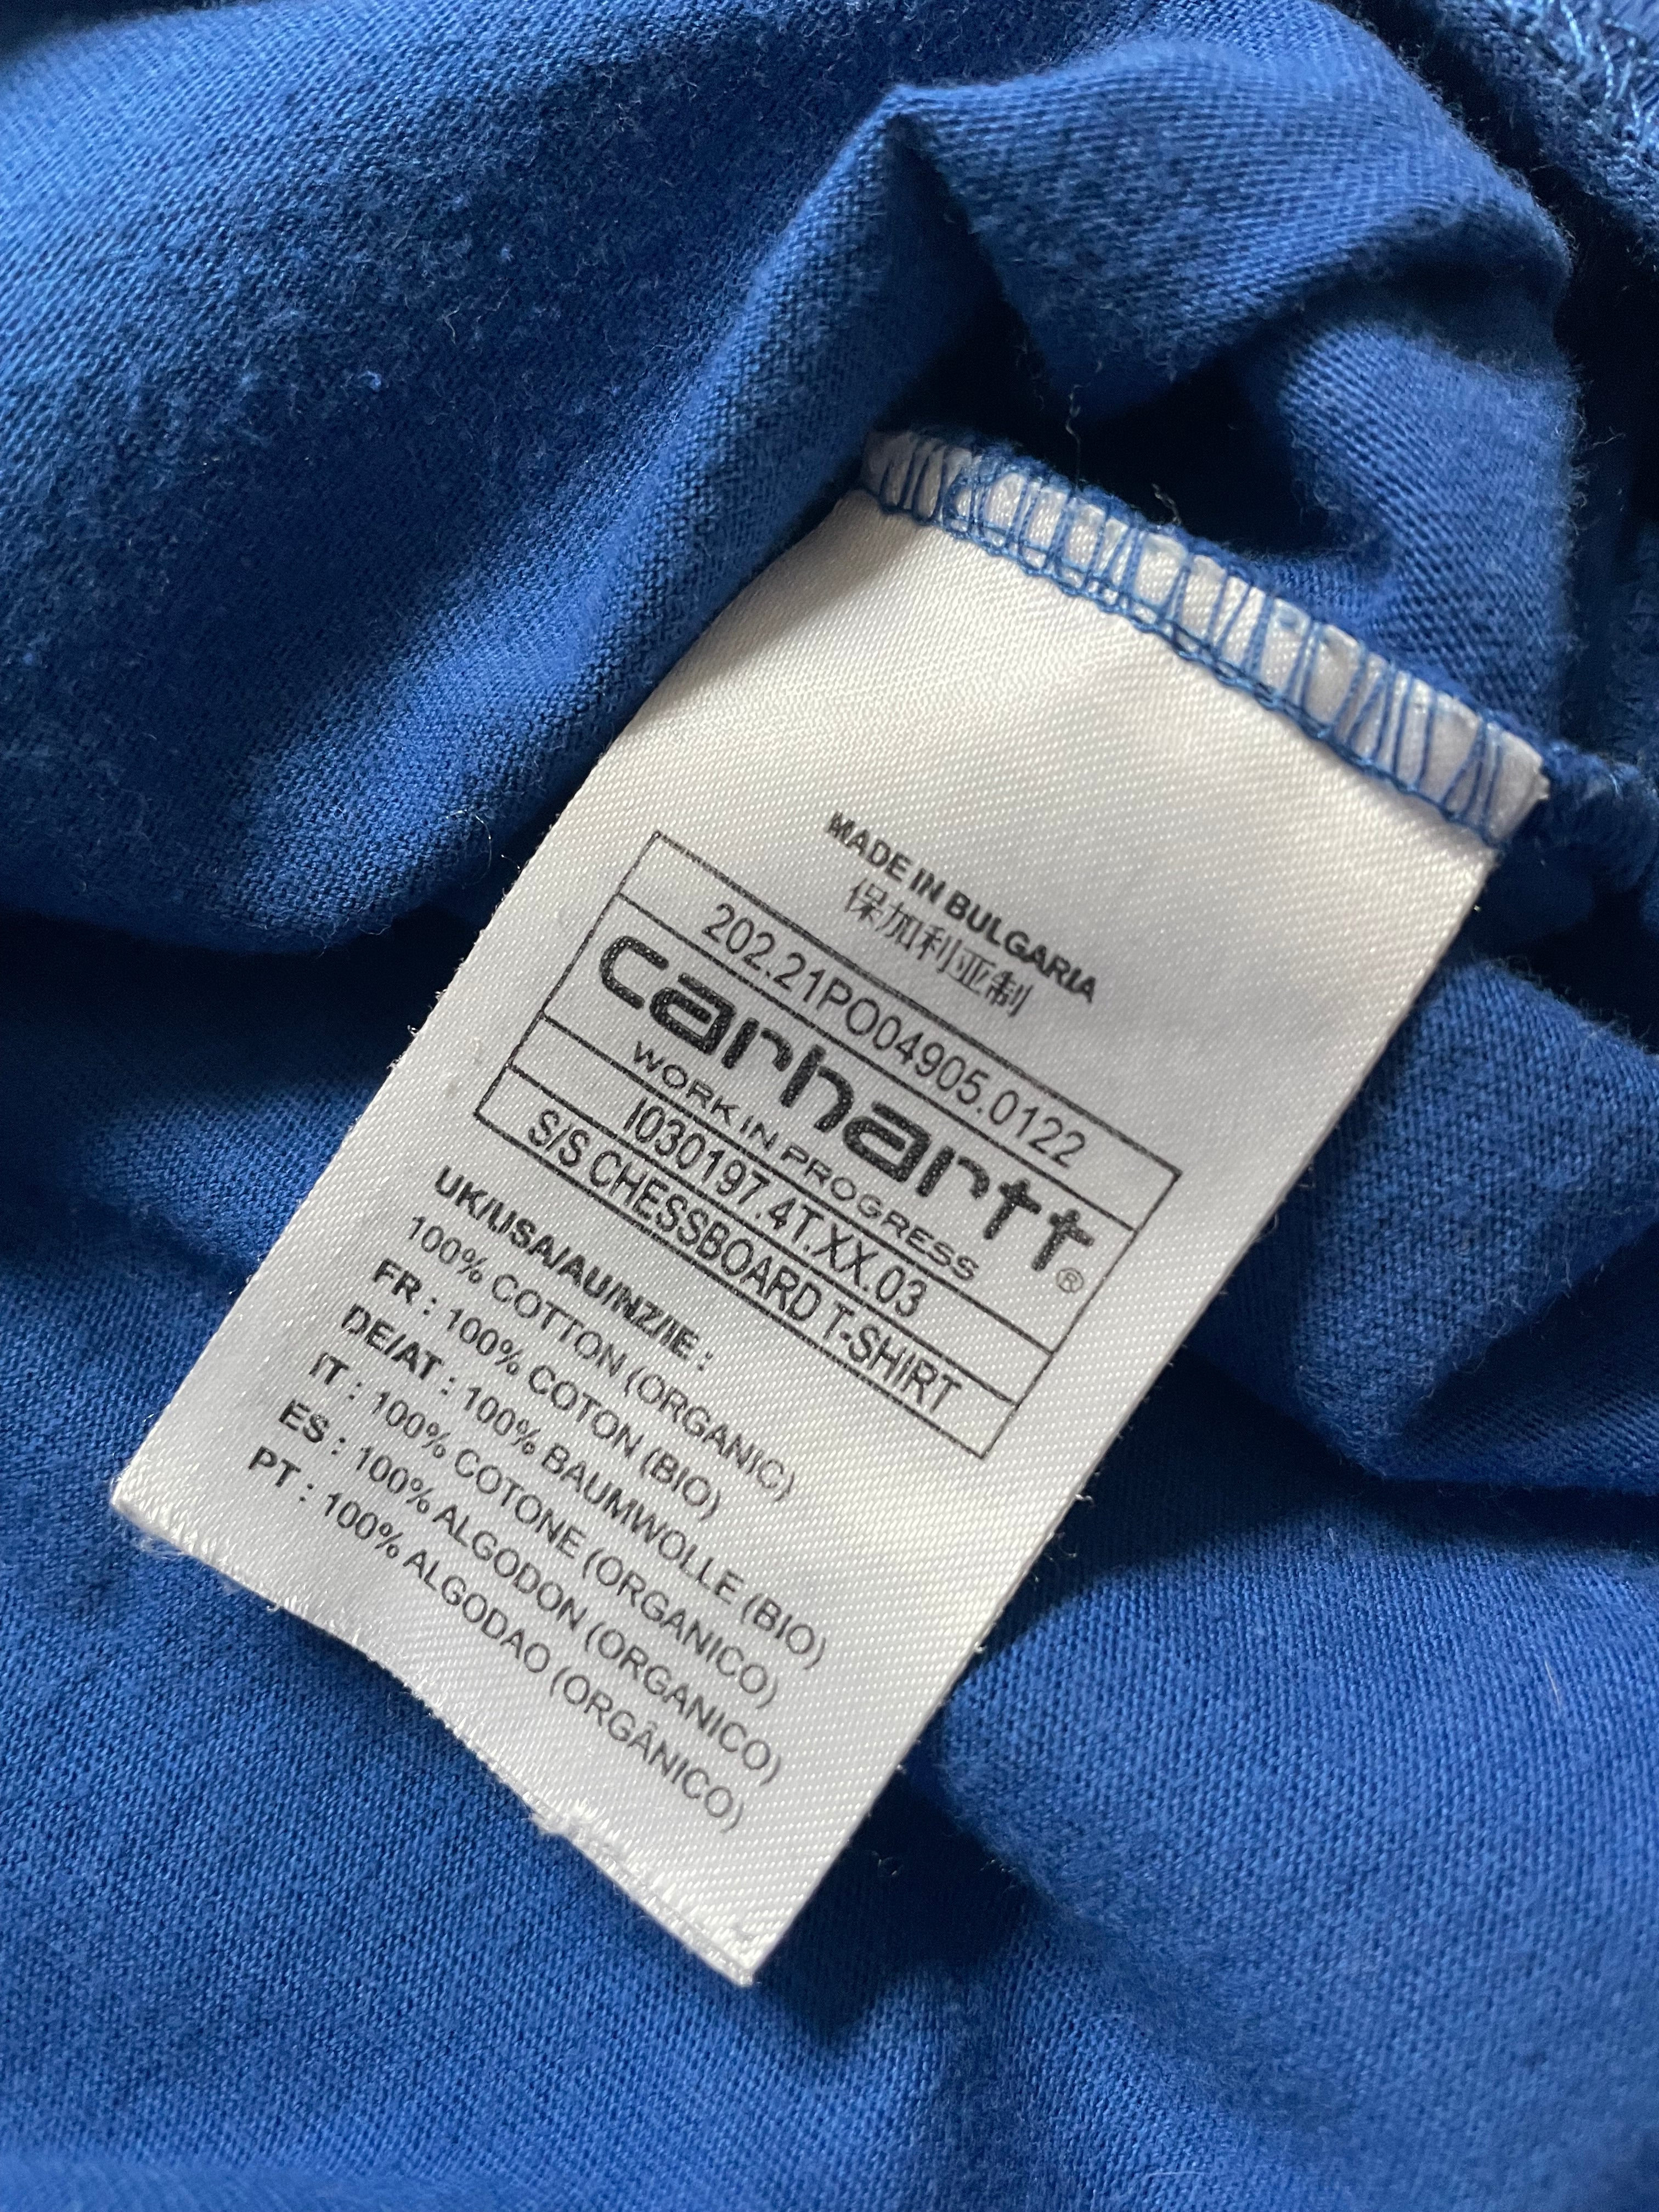 MADE IN BULGARIA
保加利亚制
202.21PO04905.0122
carhartt®
WORK IN PROGRESS
I030197.4T.XX.03
S/S CHESSBOARD T-SHIRT
UK/USA/AU/NZ/IE :
100% COTTON (ORGANIC)
FR : 100% COTON (BIO)
DE/AT : 100% BAUMWOLLE (BIO)
IT : 100% COTONE (ORGANICO)
ES : 100% ALGODON (ORGANICO)
PT : 100% ALGODAO (ORGÂNICO)